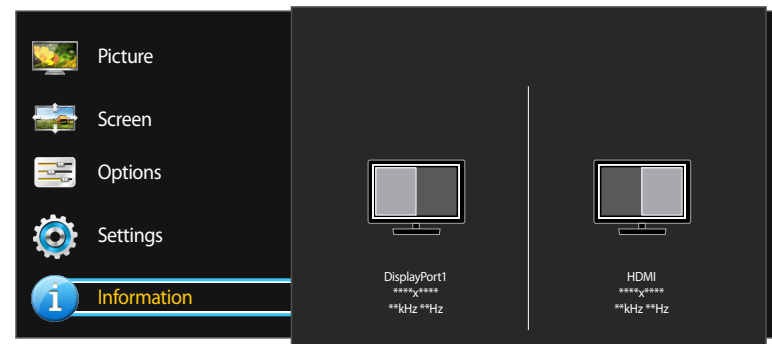 Picture
Screen
Options
Settings
Information
DisplayPort1
****x****
**kHz **Hz
HDMI
****x****
**kHz **Hz